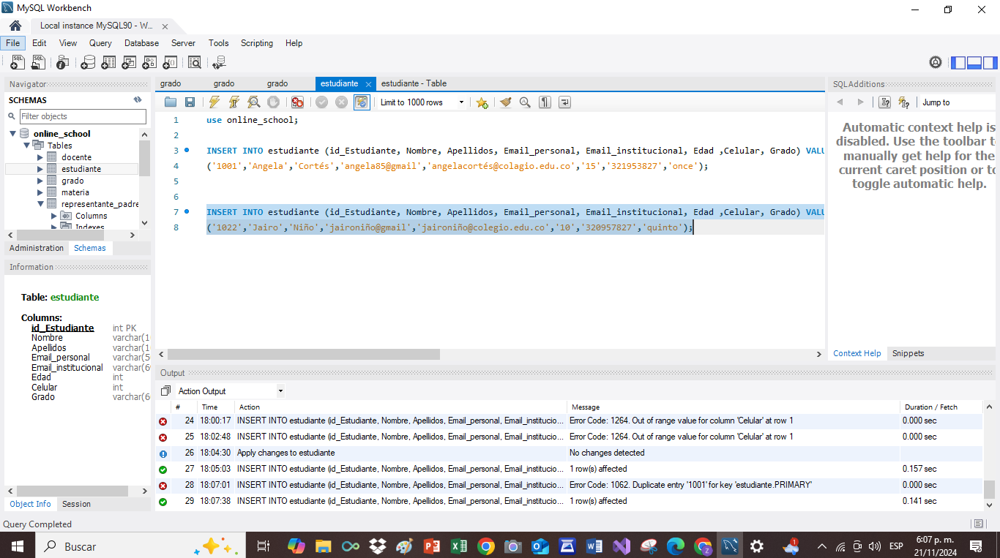 MySQL Workbench
Local instance MySQL90 - W...
File Edit View Query Database Server Tools Scripting Help
Navigator
SCHEMAS
Filter objects
online_school
Tables
docente
estudiante
grado
materia
representante_padre
Columns
Indexes
Administration Schemas
Information
Table: estudiante
Columns:
id_Estudiante int PK
Nombre varchar(1
Apellidos varchar(1
Email_personal varchar(5
Email_institucional varchar(6
Edad int
Celular int
Grado varchar(6
Object Info Session
Query Completed
grado grado grado estudiante estudiante - Table
Limit to 1000 rows
1 use online_school;
2
3 INSERT INTO estudiante (id_Estudiante, Nombre, Apellidos, Email_personal, Email_institucional, Edad ,Celular, Grado) VALU
4 ('1001','Angela','Cortés','angela85@gmail','angelacortés@colagio.edu.co','15','321953827','once');
5
6
7 INSERT INTO estudiante (id_Estudiante, Nombre, Apellidos, Email_personal, Email_institucional, Edad ,Celular, Grado) VALU
8 ('1022','Jairo','Niño','jaironiño@gmail','jaironiño@colegio.edu.co','10','320957827','quinto');
SQLAdditions
Jump to
Automatic context help is
disabled. Use the toolbar t
manually get help for the
current caret position or to
toggle automatic help.
Context Help Snippets
Output
Action Output
# Time Action Message Duration / Fetch
24 18:00:17 INSERT INTO estudiante (id_Estudiante, Nombre, Apellidos, Email_personal, Email_institucio... Error Code: 1264. Out of range value for column 'Celular' at row 1 0.000 sec
25 18:02:48 INSERT INTO estudiante (id_Estudiante, Nombre, Apellidos, Email_personal, Email_institucio... Error Code: 1264. Out of range value for column 'Celular' at row 1 0.000 sec
26 18:04:30 Apply changes to estudiante No changes detected
27 18:05:03 INSERT INTO estudiante (id_Estudiante, Nombre, Apellidos, Email_personal, Email_institucio... 1 row(s) affected 0.157 sec
28 18:07:01 INSERT INTO estudiante (id_Estudiante, Nombre, Apellidos, Email_personal, Email_institucio... Error Code: 1062. Duplicate entry '1001' for key 'estudiante.PRIMARY' 0.000 sec
29 18:07:38 INSERT INTO estudiante (id_Estudiante, Nombre, Apellidos, Email_personal, Email_institucio... 1 row(s) affected 0.141 sec
Buscar
ESP
6:07 p. m.
21/11/2024